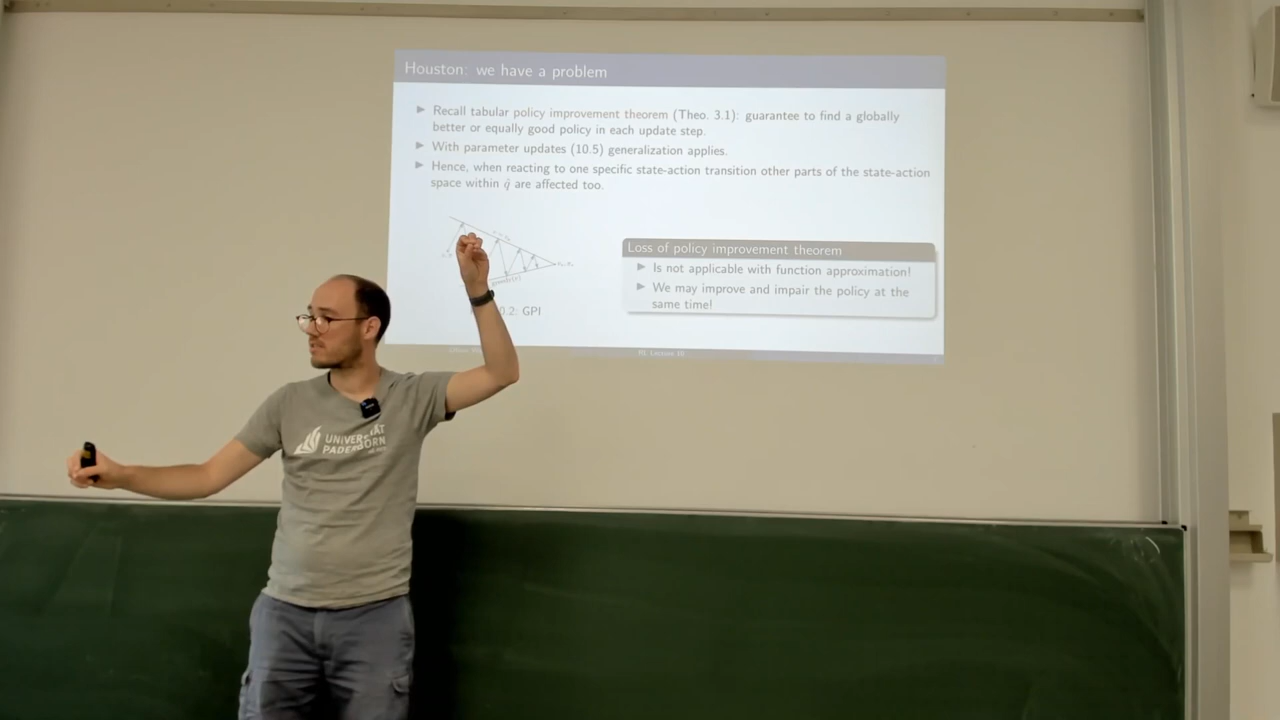 Houston: we have a problem
Recall tabular policy improvement theorem (Theo. 3.1): guarantee to find a globally
better or equally good policy in each update step.
With parameter updates (10.5) generalization applies.
Hence, when reacting to one specific state-action transition other parts of the state-action
space within q̂ are affected too.
Loss of policy improvement theorem
Is not applicable with function approximation!
We may improve and impair the policy at the
same time!
0.2: GPI
RL Lecture 10
UNIVERSITÄT
PADERBORN